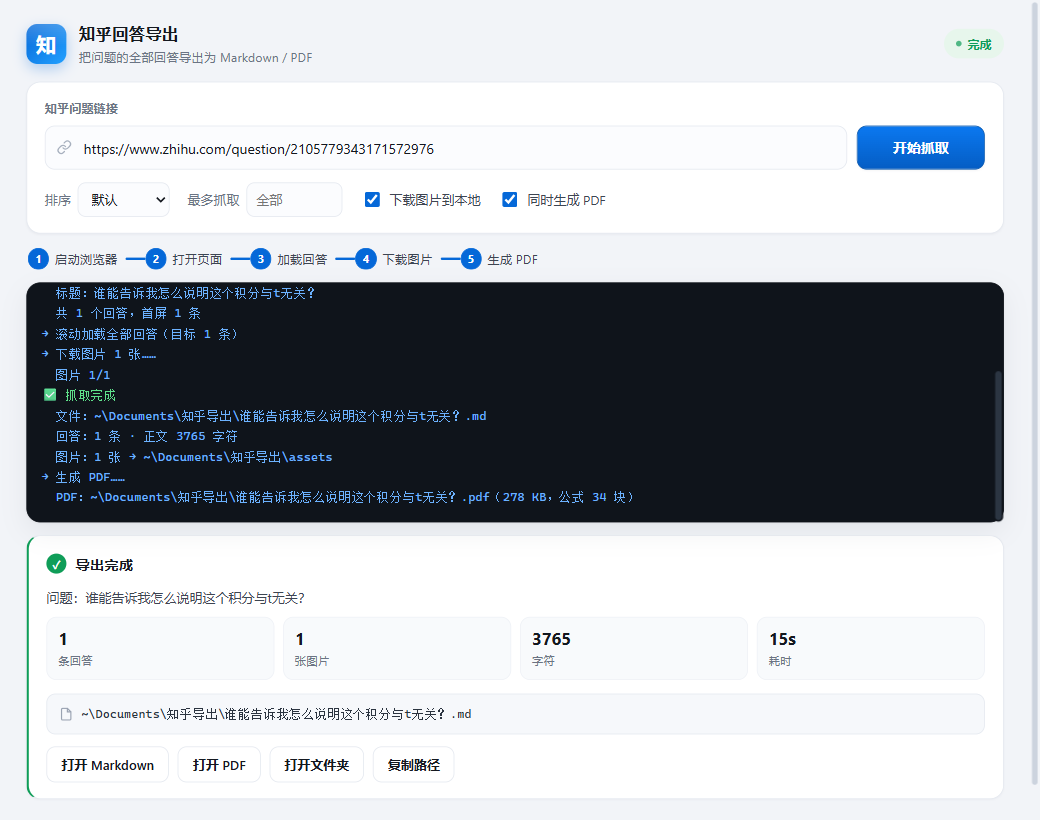 知
知乎回答导出
把问题的全部回答导出为 Markdown / PDF
完成
知乎问题链接
https://www.zhihu.com/question/2105779343171572976
开始抓取
排序 默认 最多抓取 全部 下载图片到本地 同时生成 PDF
1 启动浏览器 2 打开页面 3 加载回答 4 下载图片 5 生成 PDF
标题：谁能告诉我怎么说明这个积分与t无关？
共 1 个回答，首屏 1 条
→ 滚动加载全部回答（目标 1 条）
→ 下载图片 1 张……
图片 1/1
✅ 抓取完成
文件：~\Documents\知乎导出\谁能告诉我怎么说明这个积分与t无关？.md
回答：1 条 · 正文 3765 字符
图片：1 张 → ~\Documents\知乎导出\assets
→ 生成 PDF……
PDF：~\Documents\知乎导出\谁能告诉我怎么说明这个积分与t无关？.pdf（278 KB，公式 34 块）
导出完成
问题：谁能告诉我怎么说明这个积分与t无关？
1 1 3765 15s
条回答 张图片 字符 耗时
~\Documents\知乎导出\谁能告诉我怎么说明这个积分与t无关？.md
打开 Markdown 打开 PDF 打开文件夹 复制路径